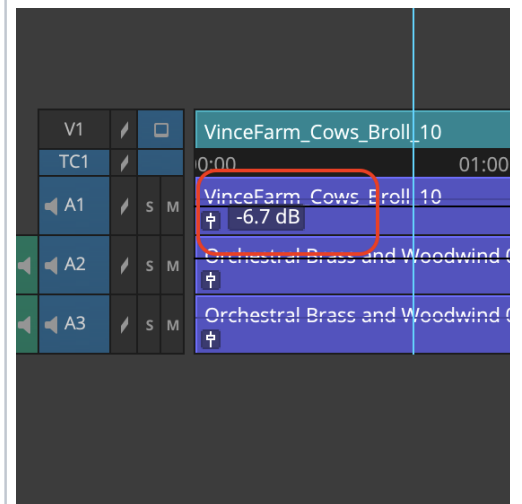 V1
VinceFarm_Cows_Broll_10
TC1
0:00 01:00
A1 S M
VinceFarm_Cows_Broll_10
-6.7 dB
A2 S M
Orchestral Brass and Woodwind
A3 S M
Orchestral Brass and Woodwind